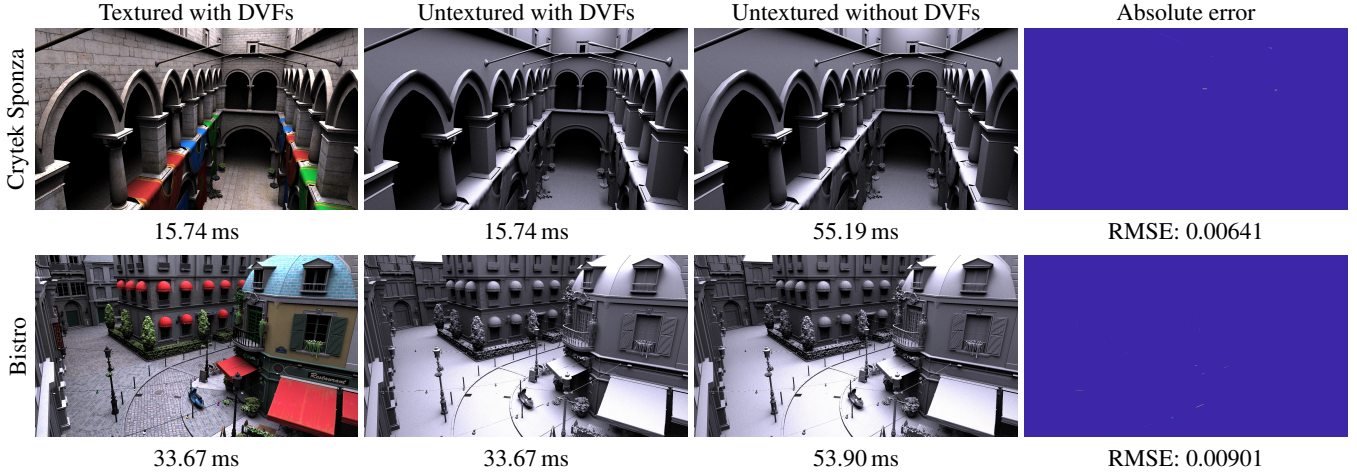 Textured with DVFs
Untextured with DVFs
Untextured without DVFs
Absolute error
Crytek Sponza
15.74 ms
15.74 ms
55.19 ms
RMSE: 0.00641
Bistro
Restaurant
33.67 ms
33.67 ms
53.90 ms
RMSE: 0.00901